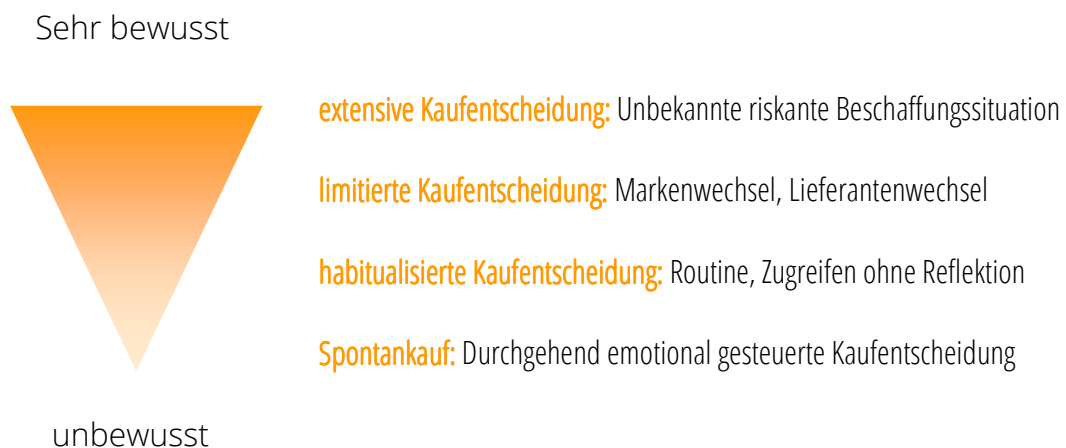 Sehr bewusst
extensive Kaufentscheidung: Unbekannte riskante Beschaffungssituation
limitierte Kaufentscheidung: Markenwechsel, Lieferantenwechsel
habitualisierte Kaufentscheidung: Routine, Zugreifen ohne Reflektion
Spontankauf: Durchgehend emotional gesteuerte Kaufentscheidung
unbewusst